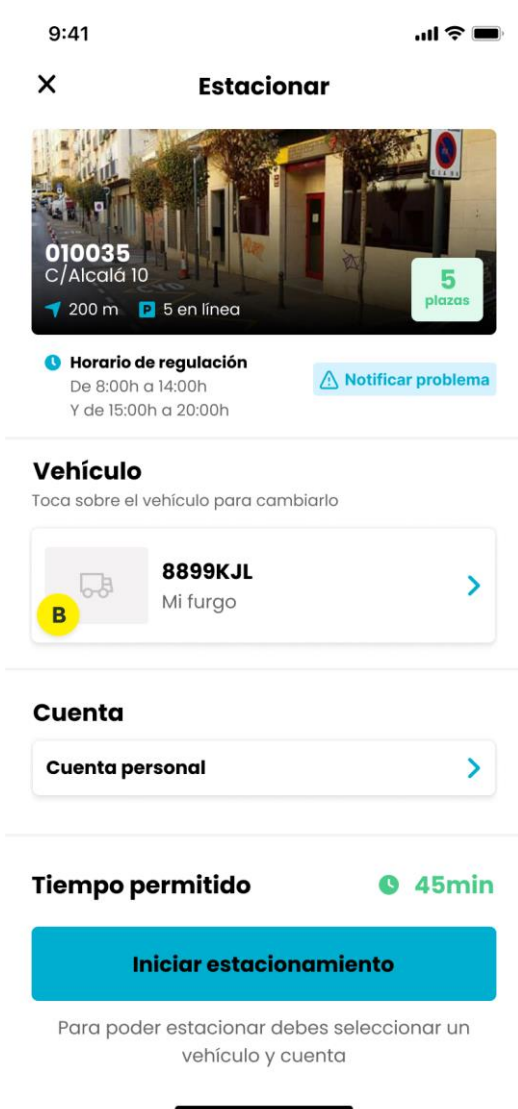 9:41
Estacionar
010035
C/Alcalá 10
200 m P 5 en línea
5
plazas
Horario de regulación
De 8:00h a 14:00h
Y de 15:00h a 20:00h
Notificar problema
Vehículo
Toca sobre el vehículo para cambiarlo
B
8899KJL
Mi furgo
Cuenta
Cuenta personal
Tiempo permitido
45min
Iniciar estacionamiento
Para poder estacionar debes seleccionar un
vehículo y cuenta